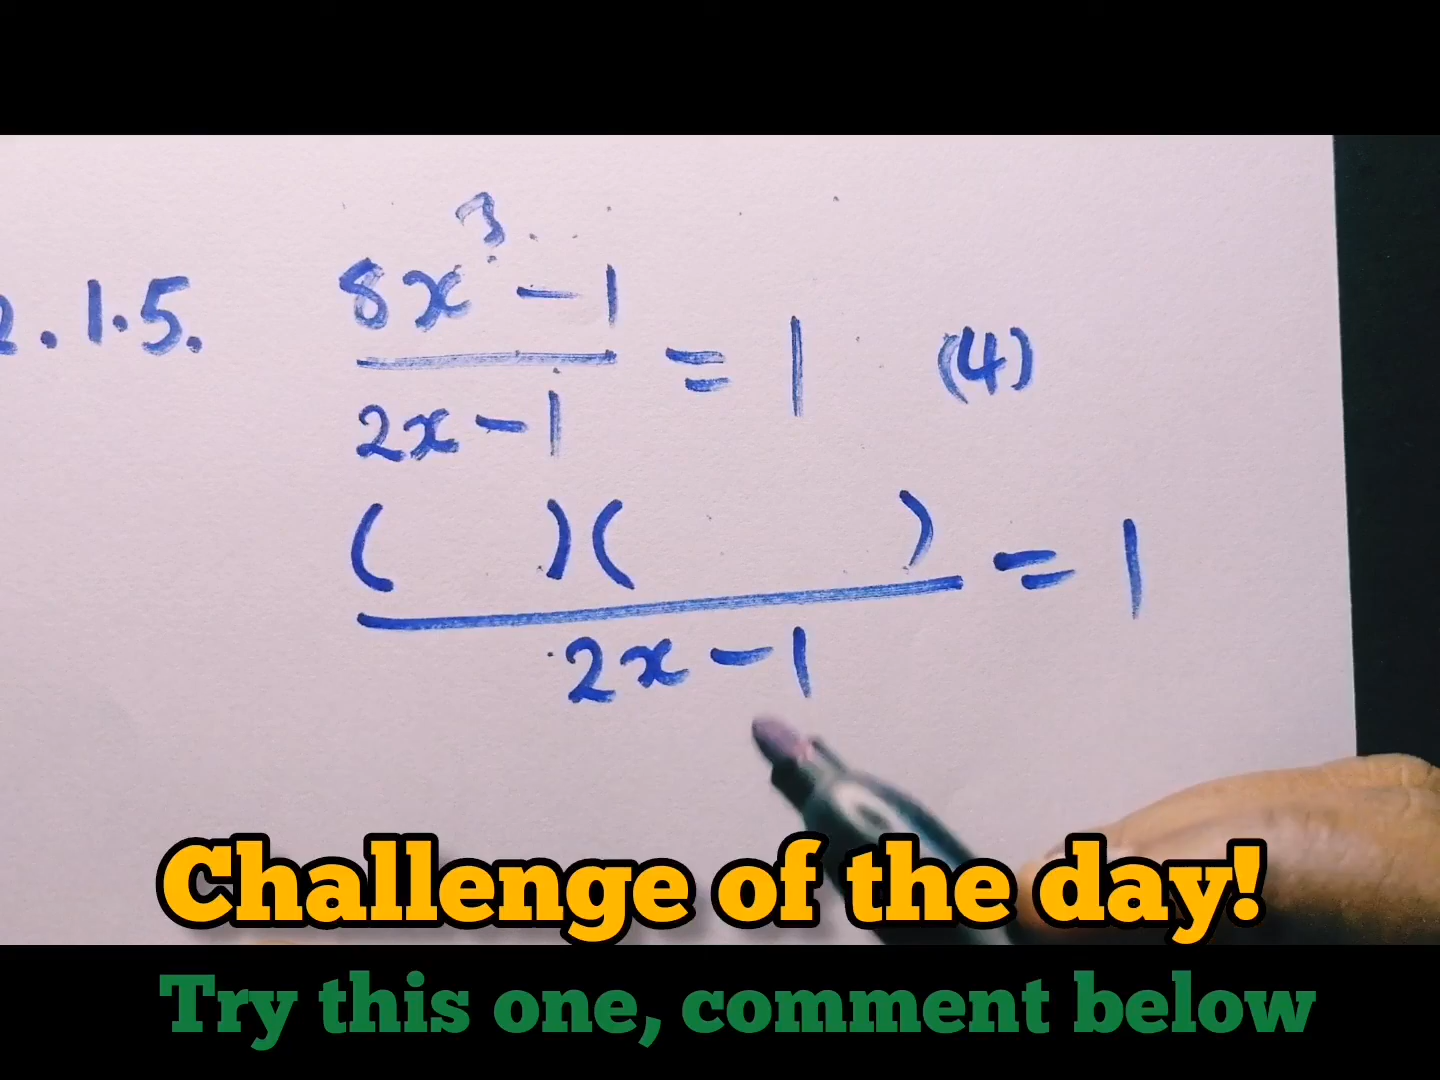 2.1.5. 8x³ - 1 / 2x - 1 = 1 (4)
( )( ) / 2x - 1 = 1
Challenge of the day!
Try this one, comment below